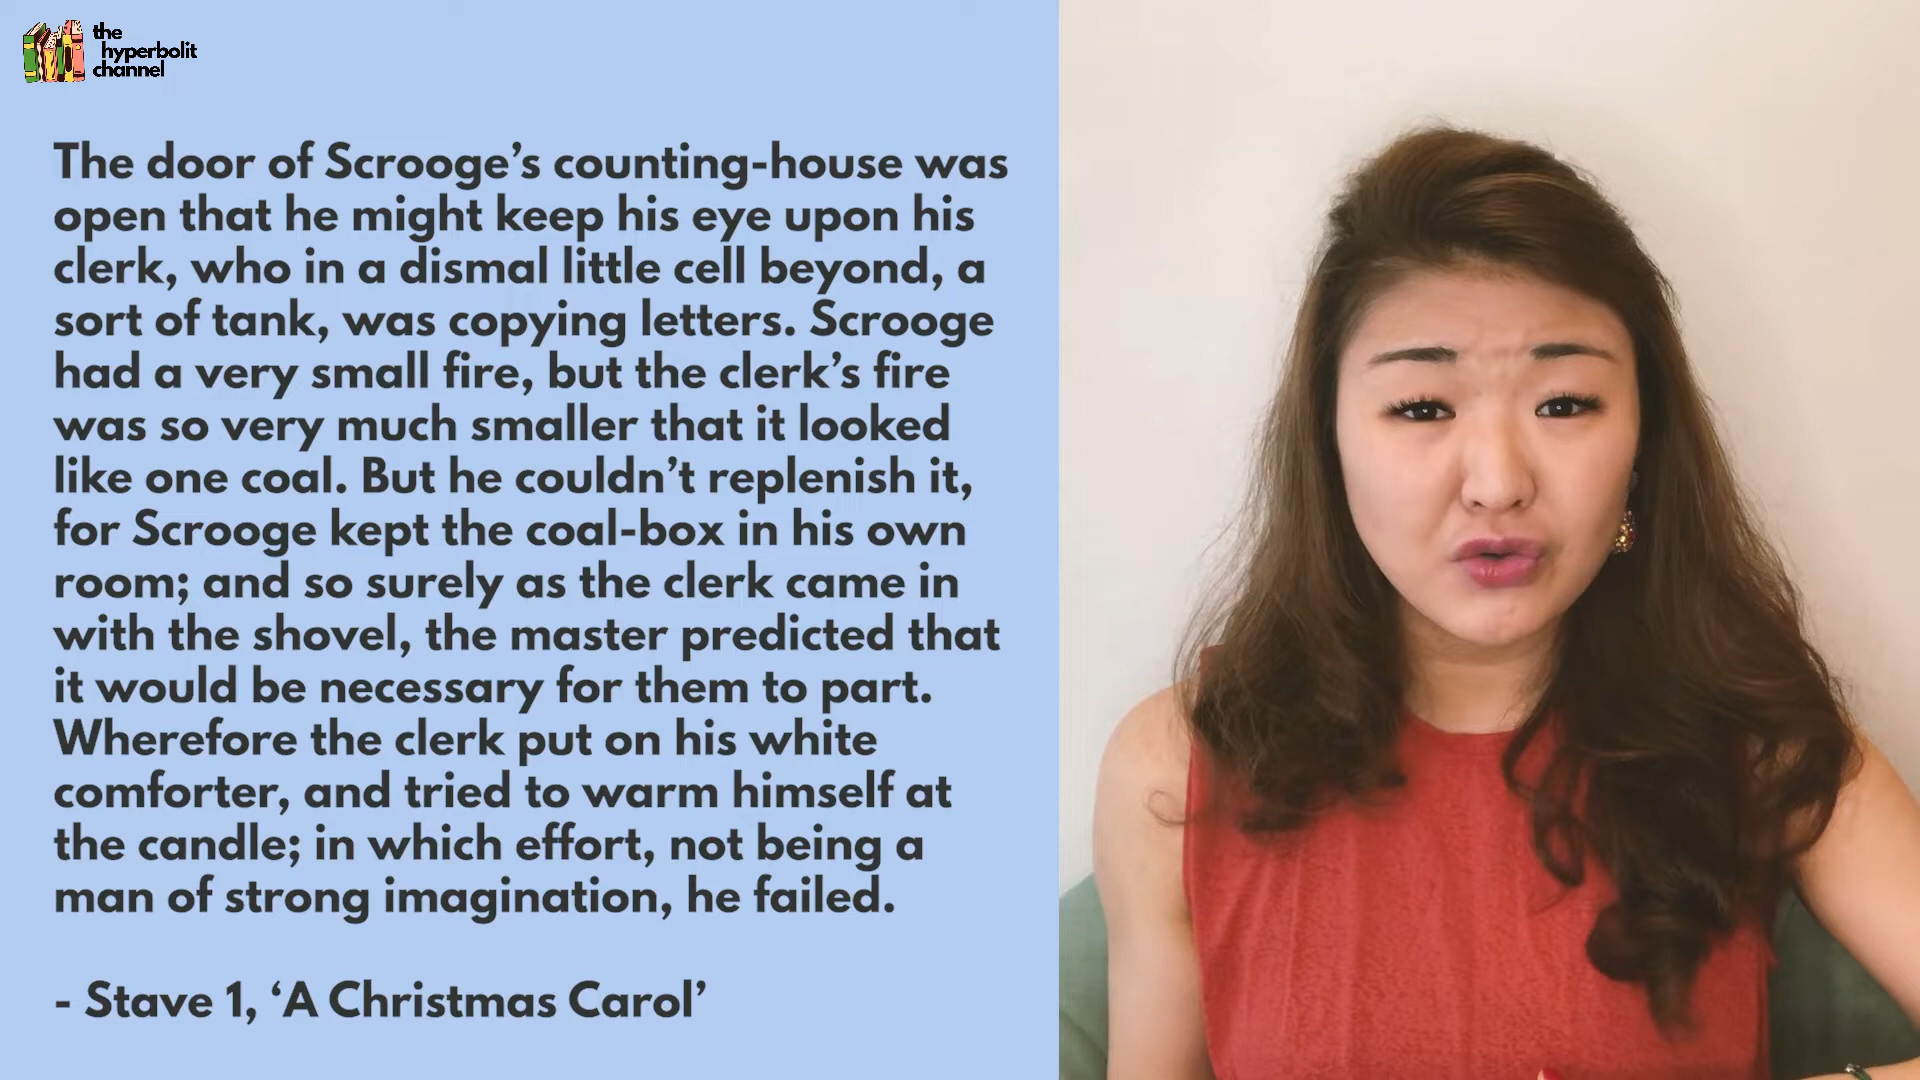 the
hyperbolit
channel
The door of Scrooge’s counting-house was
open that he might keep his eye upon his
clerk, who in a dismal little cell beyond, a
sort of tank, was copying letters. Scrooge
had a very small fire, but the clerk’s fire
was so very much smaller that it looked
like one coal. But he couldn’t replenish it,
for Scrooge kept the coal-box in his own
room; and so surely as the clerk came in
with the shovel, the master predicted that
it would be necessary for them to part.
Wherefore the clerk put on his white
comforter, and tried to warm himself at
the candle; in which effort, not being a
man of strong imagination, he failed.
- Stave 1, ‘A Christmas Carol’